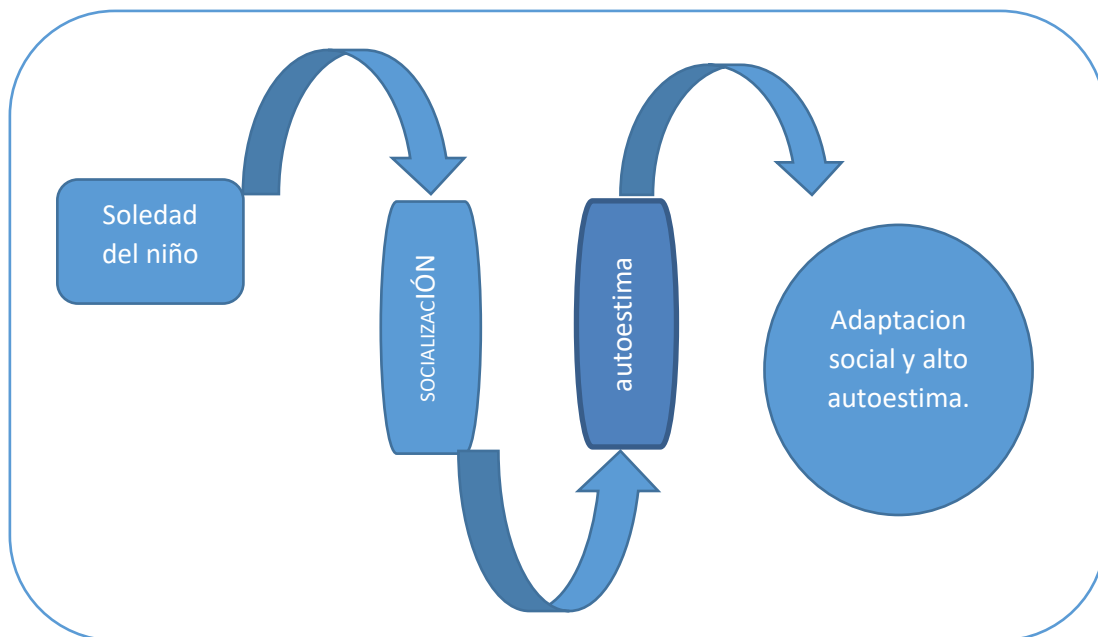 Soledad
del niño
SOCIALIZACIÓN
autoestima
Adaptacion
social y alto
autoestima.